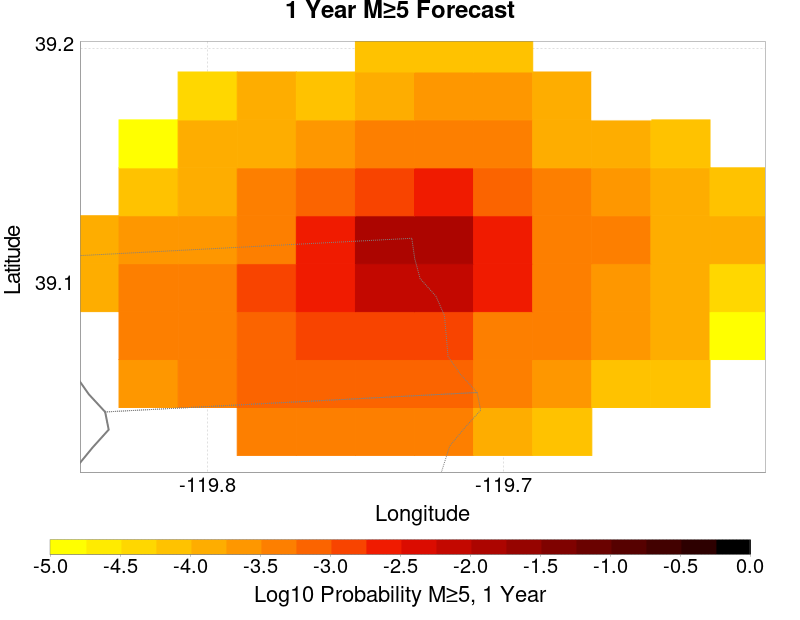 1 Year M≥5 Forecast
39.2
39.1
Latitude
-119.8 -119.7
Longitude
-5.0 -4.5 -4.0 -3.5 -3.0 -2.5 -2.0 -1.5 -1.0 -0.5 0.0
Log10 Probability M≥5, 1 Year